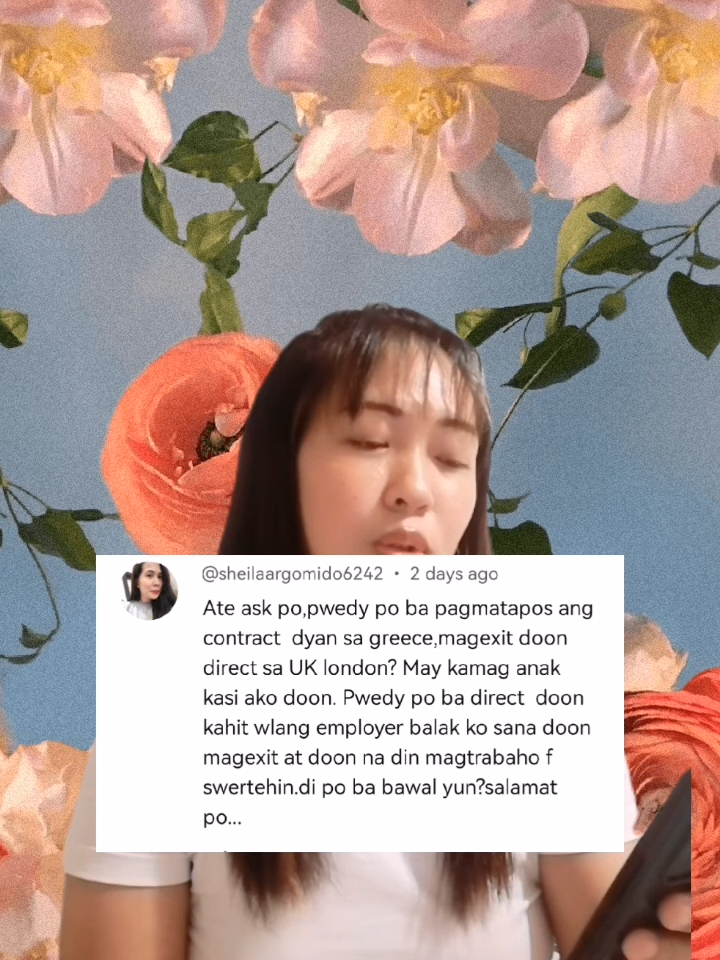 @sheilaargomido6242 • 2 days ago
Ate ask po,pwedy po ba pagmatapos ang
contract dyan sa greece,magexit doon
direct sa UK london? May kamag anak
kasi ako doon. Pwedy po ba direct doon
kahit wlang employer balak ko sana doon
magexit at doon na din magtrabaho f
swertehin.di po ba bawal yun?salamat
po...